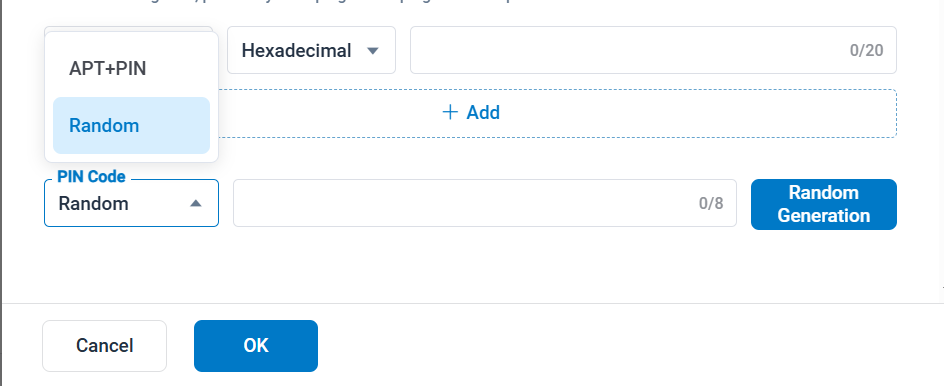 Hexadecimal
0/20
APT+PIN
Random
+ Add
PIN Code
Random
0/8
Random
Generation
Cancel
OK